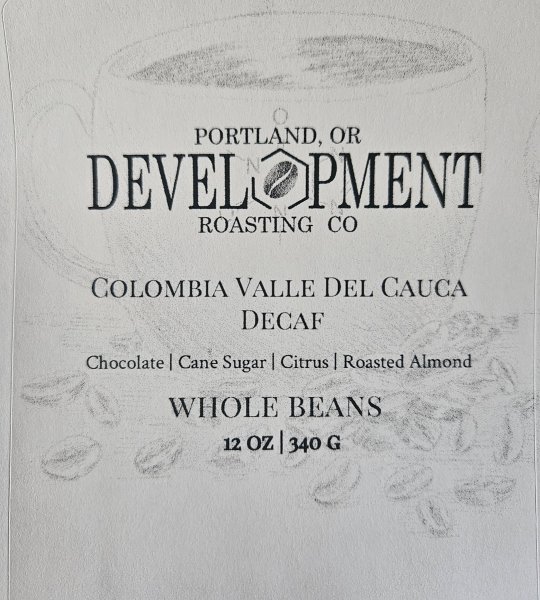 PORTLAND, OR
DEVELOPMENT
ROASTING CO
COLOMBIA VALLE DEL CAUCA
DECAF
Chocolate | Cane Sugar | Citrus | Roasted Almond
WHOLE BEANS
12 OZ | 340 G